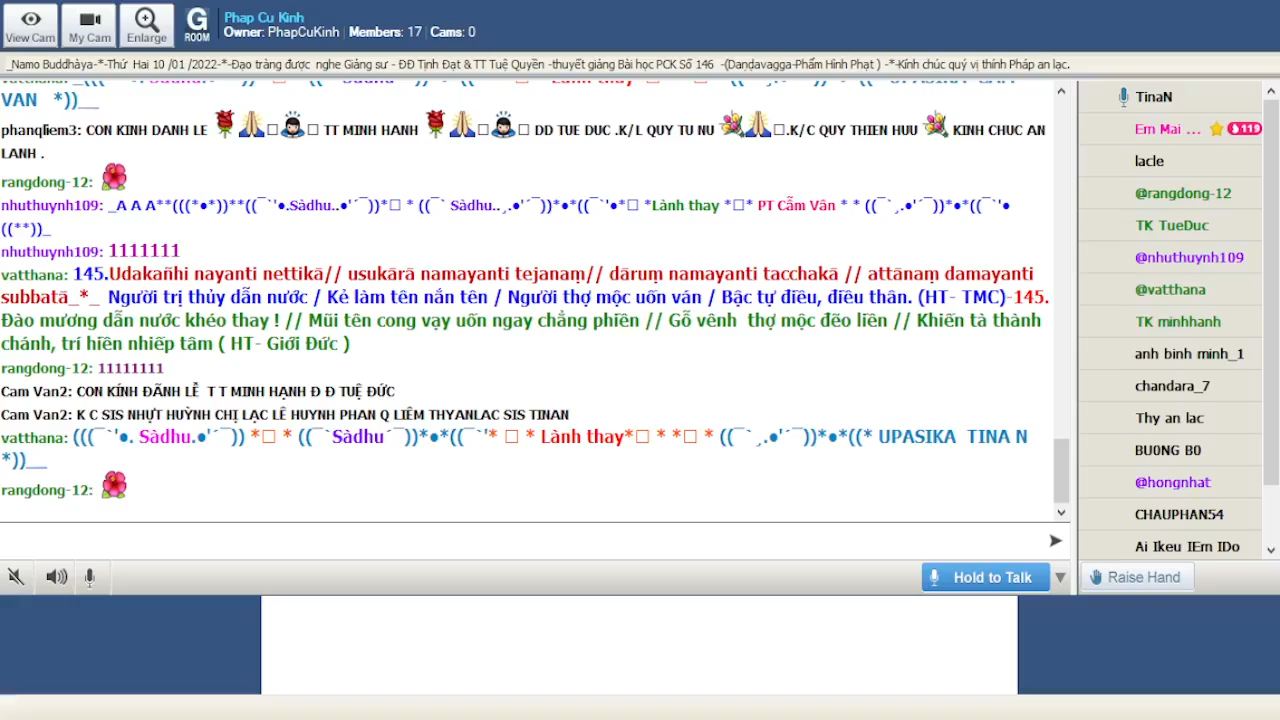 Phap Cu Kinh
View Cam My Cam Enlarge G ROOM Owner: PhapCuKinh Members: 17 Cams: 0
_Namo Buddhàya-*-Thứ Hai 10 /01 /2022-*-Đạo tràng được nghe Giảng sư - ĐĐ Tịnh Đạt & TT Tuệ Quyền -thuyết giảng Bài học PCK Số 146 -(Daṇḍavagga-Phẩm Hình Phạt ) -*-Kính chúc quý vị thính Pháp an lạc.
VAN *))__
phanqliem3: CON KINH DANH LE 🌹🙏□🙇□ TT MINH HANH 🌹🙏□🙇□ DD TUE DUC .K/L QUY TU NU 💐🙏□.K/C QUY THIEN HUU 💐 KINH CHUC AN
LANH .
rangdong-12: 🌺
nhuthuynh109: _A A A**(((*●*))**((¯`'●.Sàdhu..●'´¯))*□ * ((¯` Sàdhu..¸.●'´¯))*●*((¯`'●*□ *Lành thay *□* PT Cẩm Vân * * ((¯`¸.●'´¯))*●*((¯`'●
((**))_
nhuthuynh109: 1111111
vatthana: 145.Udakañhi nayanti nettikā// usukārā namayanti tejanaṃ// dāruṃ namayanti tacchakā // attānaṃ damayanti
subbatā_*_ Người trị thủy dẫn nước / Kẻ làm tên nắn tên / Người thợ mộc uốn ván / Bậc tự điều, điều thân. (HT- TMC)-145.
Đào mương dẫn nước khéo thay ! // Mũi tên cong vạy uốn ngay chẳng phiền // Gỗ vênh thợ mộc đẽo liền // Khiến tà thành
chánh, trí hiền nhiếp tâm ( HT- Giới Đức )
rangdong-12: 11111111
Cam Van2: CON KÍNH ĐÃNH LỄ T T MINH HẠNH Đ Đ TUỆ ĐỨC
Cam Van2: K C SIS NHỰT HUỲNH CHỊ LẠC LÊ HUYNH PHAN Q LIÊM THYANLAC SIS TINAN
vatthana: (((¯`'●. Sàdhu.●'´¯)) *□ * ((¯`Sàdhu´¯))*●*((¯`'* □ * Lành thay*□ * *□ * ((¯`¸.●'´¯))*●*((* UPASIKA TINA N
*))__
rangdong-12: 🌺
Hold to Talk
TinaN
Em Mai ... 119
lacle
@rangdong-12
TK TueDuc
@nhuthuynh109
@vatthana
TK minhhanh
anh binh minh_1
chandara_7
Thy an lac
BU0NG B0
@hongnhat
CHAUPHAN54
Ai Ikeu IEm IDo
Raise Hand